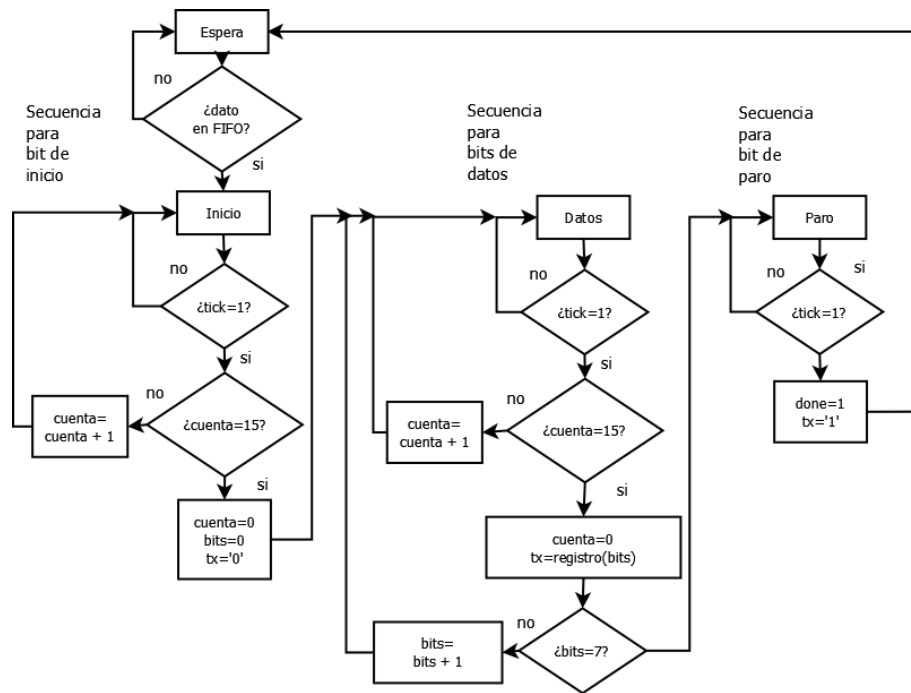 Espera
no
¿dato
en FIFO?
si
Secuencia
para
bit de
inicio
Inicio
no
¿tick=1?
si
no
¿cuenta=15?
cuenta=
cuenta + 1
si
cuenta=0
bits=0
tx='0'
Secuencia
para
bits de
datos
Datos
no
¿tick=1?
si
no
¿cuenta=15?
cuenta=
cuenta + 1
si
cuenta=0
tx=registro(bits)
no
¿bits=7?
bits=
bits + 1
Secuencia
para
bit de
paro
Paro
si
no
¿tick=1?
done=1
tx='1'